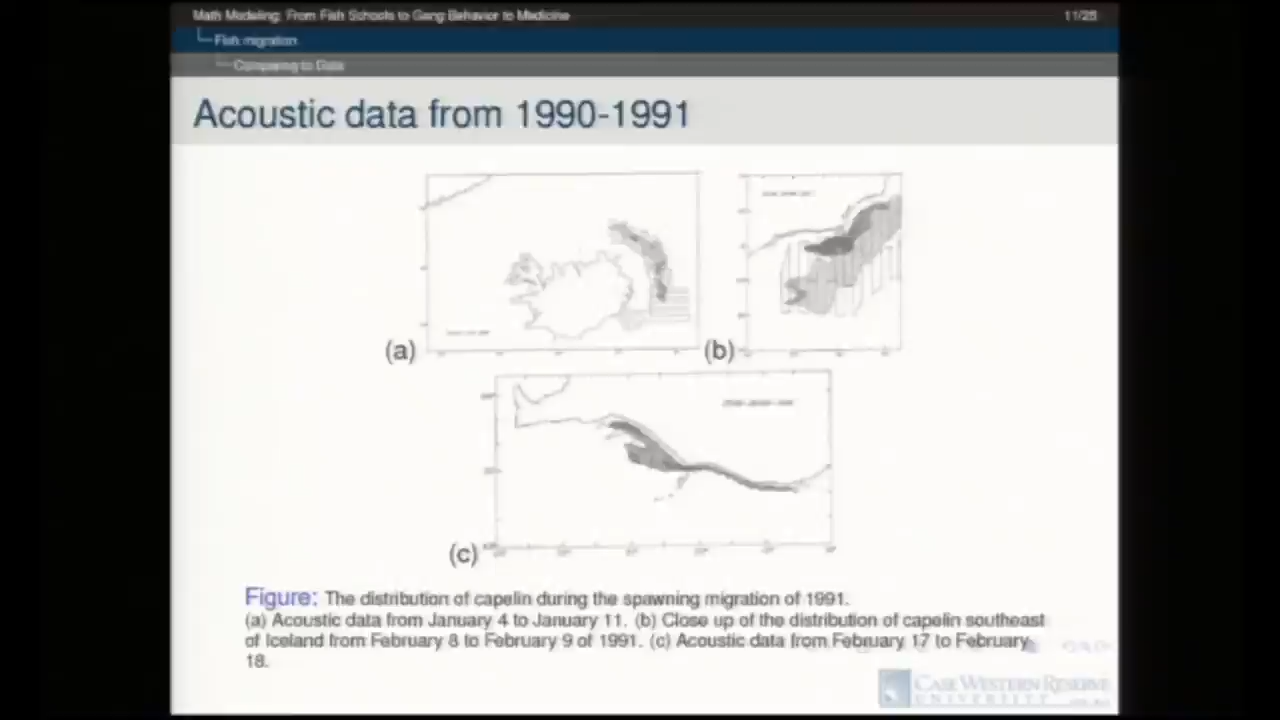 Math Modeling: From Fish Schools to Gang Behavior to Medicine
11/25
Fish migration
Comparing to Data
Acoustic data from 1990-1991
(a)
(b)
(c)
Figure: The distribution of capelin during the spawning migration of 1991.
(a) Acoustic data from January 4 to January 11. (b) Close up of the distribution of capelin southeast
of Iceland from February 8 to February 9 of 1991. (c) Acoustic data from February 17 to February
18.
CASE WESTERN RESERVE
UNIVERSITY